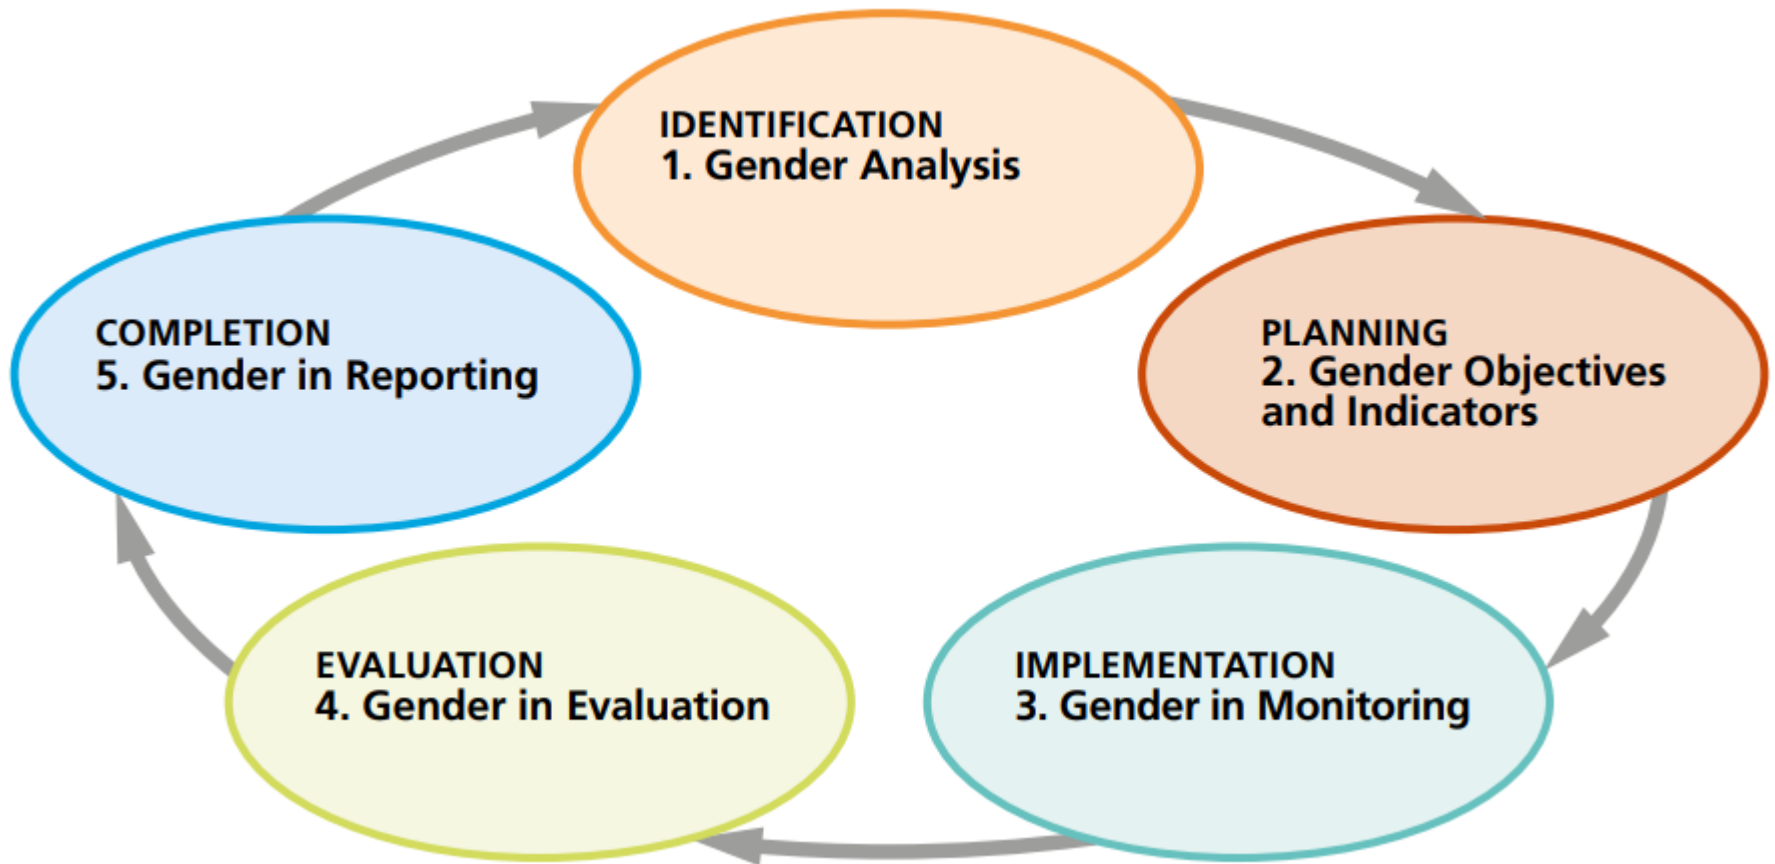 IDENTIFICATION
1. Gender Analysis
PLANNING
2. Gender Objectives
and Indicators
IMPLEMENTATION
3. Gender in Monitoring
EVALUATION
4. Gender in Evaluation
COMPLETION
5. Gender in Reporting